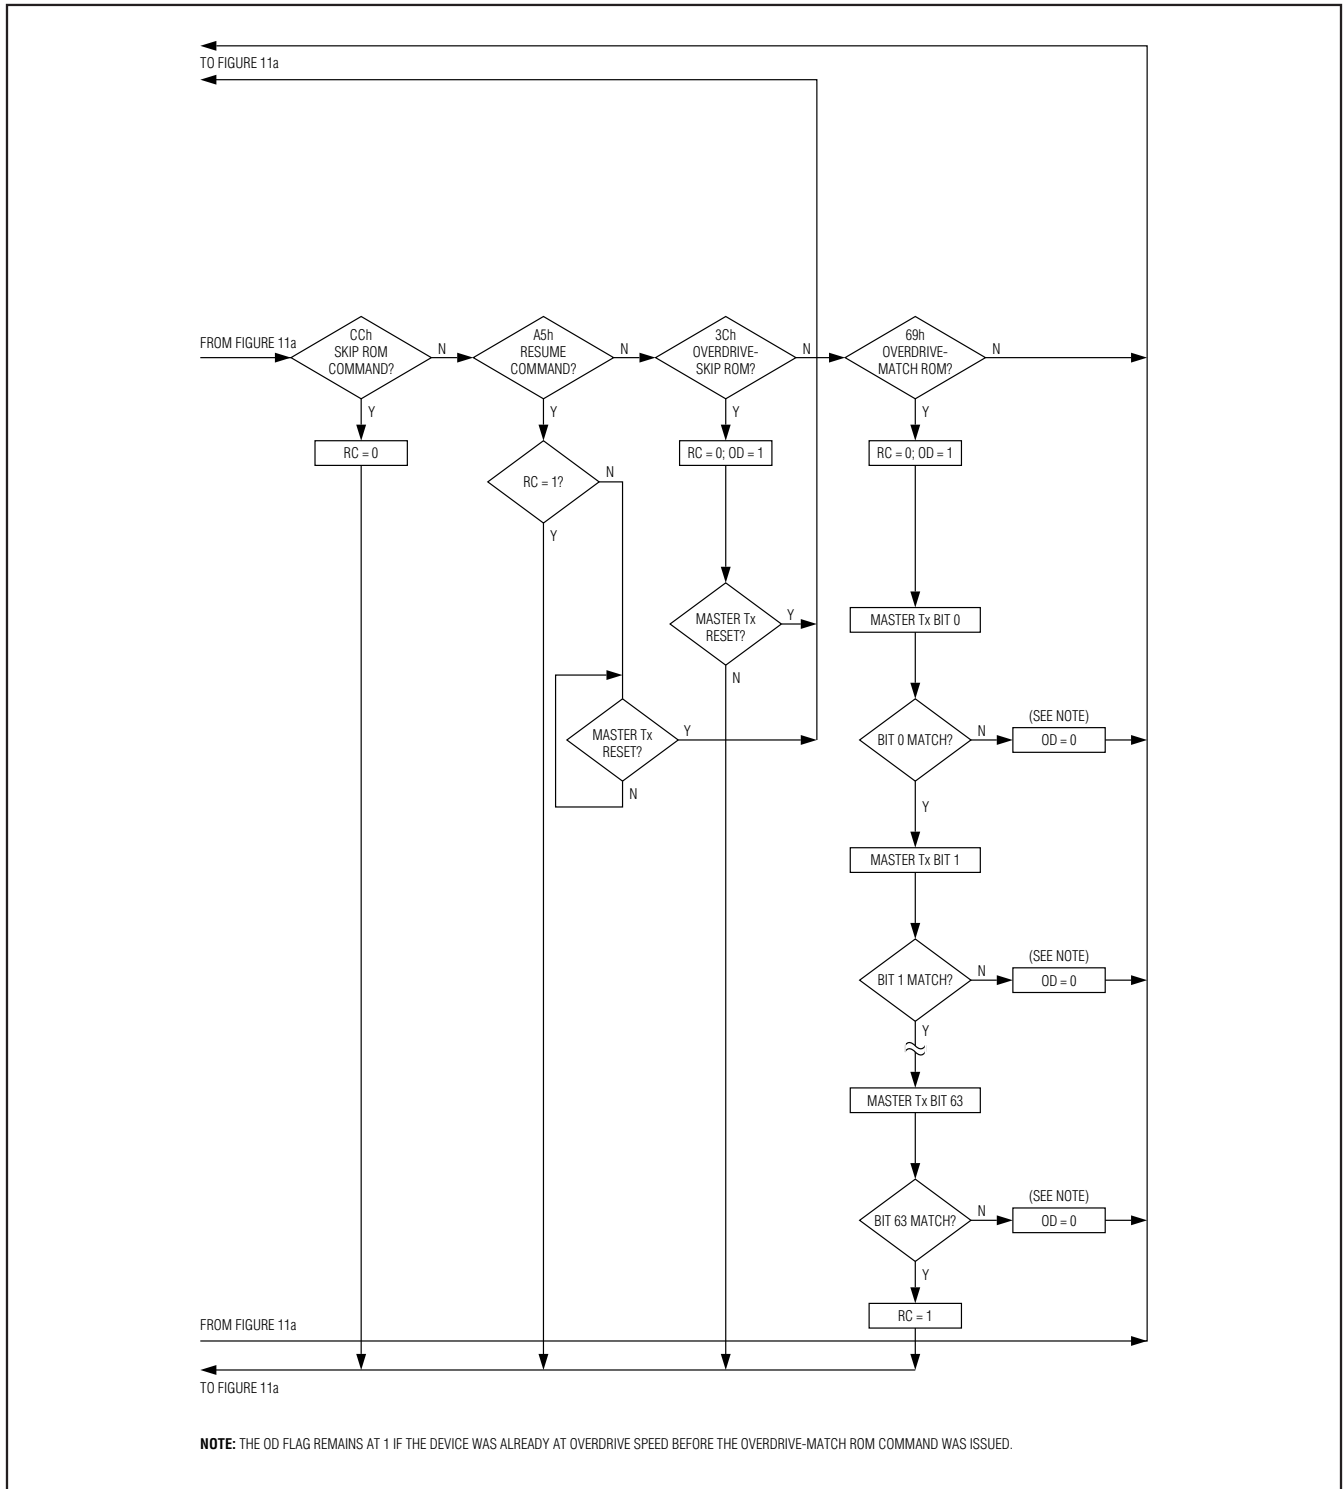 TO FIGURE 11a
FROM FIGURE 11a
CCh
SKIP ROM
COMMAND?
N
A5h
RESUME
COMMAND?
N
3Ch
OVERDRIVE-
SKIP ROM?
N
69h
OVERDRIVE-
MATCH ROM?
N
Y
Y
Y
Y
RC = 0
RC = 1?
N
Y
RC = 0; OD = 1
RC = 0; OD = 1
MASTER Tx
RESET?
Y
N
MASTER Tx
RESET?
Y
N
MASTER Tx BIT 0
BIT 0 MATCH?
N
(SEE NOTE)
OD = 0
Y
MASTER Tx BIT 1
BIT 1 MATCH?
N
(SEE NOTE)
OD = 0
Y
MASTER Tx BIT 63
BIT 63 MATCH?
N
(SEE NOTE)
OD = 0
Y
RC = 1
FROM FIGURE 11a
TO FIGURE 11a
NOTE: THE OD FLAG REMAINS AT 1 IF THE DEVICE WAS ALREADY AT OVERDRIVE SPEED BEFORE THE OVERDRIVE-MATCH ROM COMMAND WAS ISSUED.